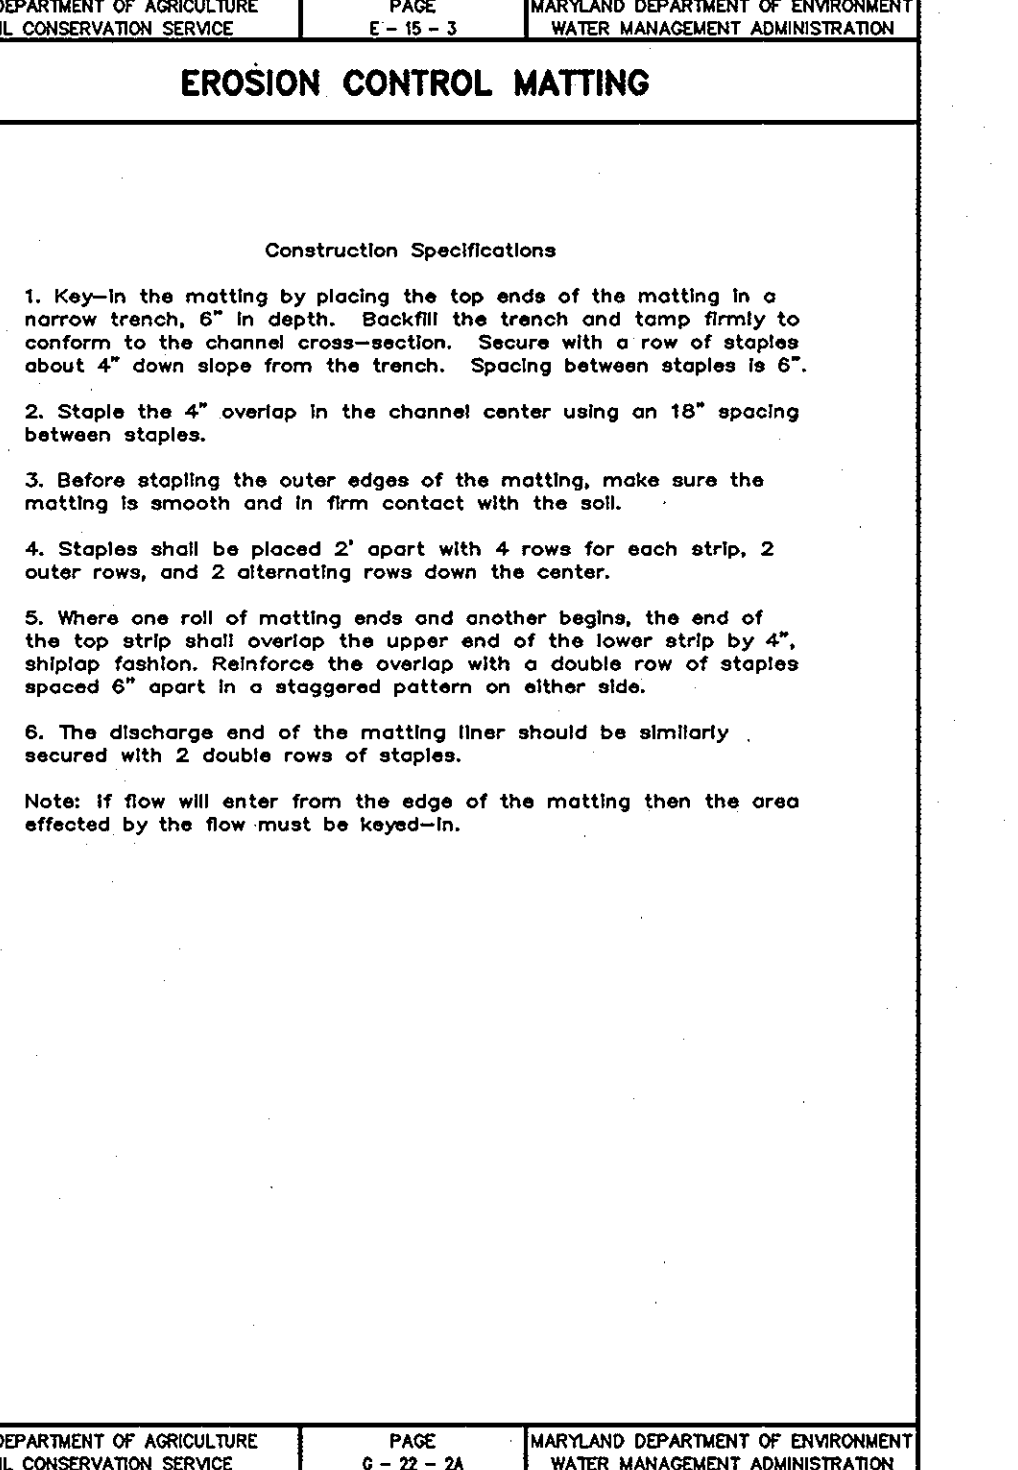 DEPARTMENT OF AGRICULTURE
CONSERVATION SERVICE
PAGE
E - 15 - 3
MARYLAND DEPARTMENT OF ENVIRONMENT
WATER MANAGEMENT ADMINISTRATION
EROSION CONTROL MATTING
Construction Specifications
1. Key-in the matting by placing the top ends of the matting in a
narrow trench, 6" in depth. Backfill the trench and tamp firmly to
conform to the channel cross-section. Secure with a row of staples
about 4" down slope from the trench. Spacing between staples is 6".
2. Staple the 4" overlap in the channel center using an 18" spacing
between staples.
3. Before stapling the outer edges of the matting, make sure the
matting is smooth and in firm contact with the soil.
4. Staples shall be placed 2' apart with 4 rows for each strip, 2
outer rows, and 2 alternating rows down the center.
5. Where one roll of matting ends and another begins, the end of
the top strip shall overlap the upper end of the lower strip by 4",
shiplap fashion. Reinforce the overlap with a double row of staples
spaced 6" apart in a staggered pattern on either side.
6. The discharge end of the matting liner should be similarly
secured with 2 double rows of staples.
Note: If flow will enter from the edge of the matting then the area
effected by the flow must be keyed-in.
DEPARTMENT OF AGRICULTURE
CONSERVATION SERVICE
PAGE
G - 22 - 2A
MARYLAND DEPARTMENT OF ENVIRONMENT
WATER MANAGEMENT ADMINISTRATION